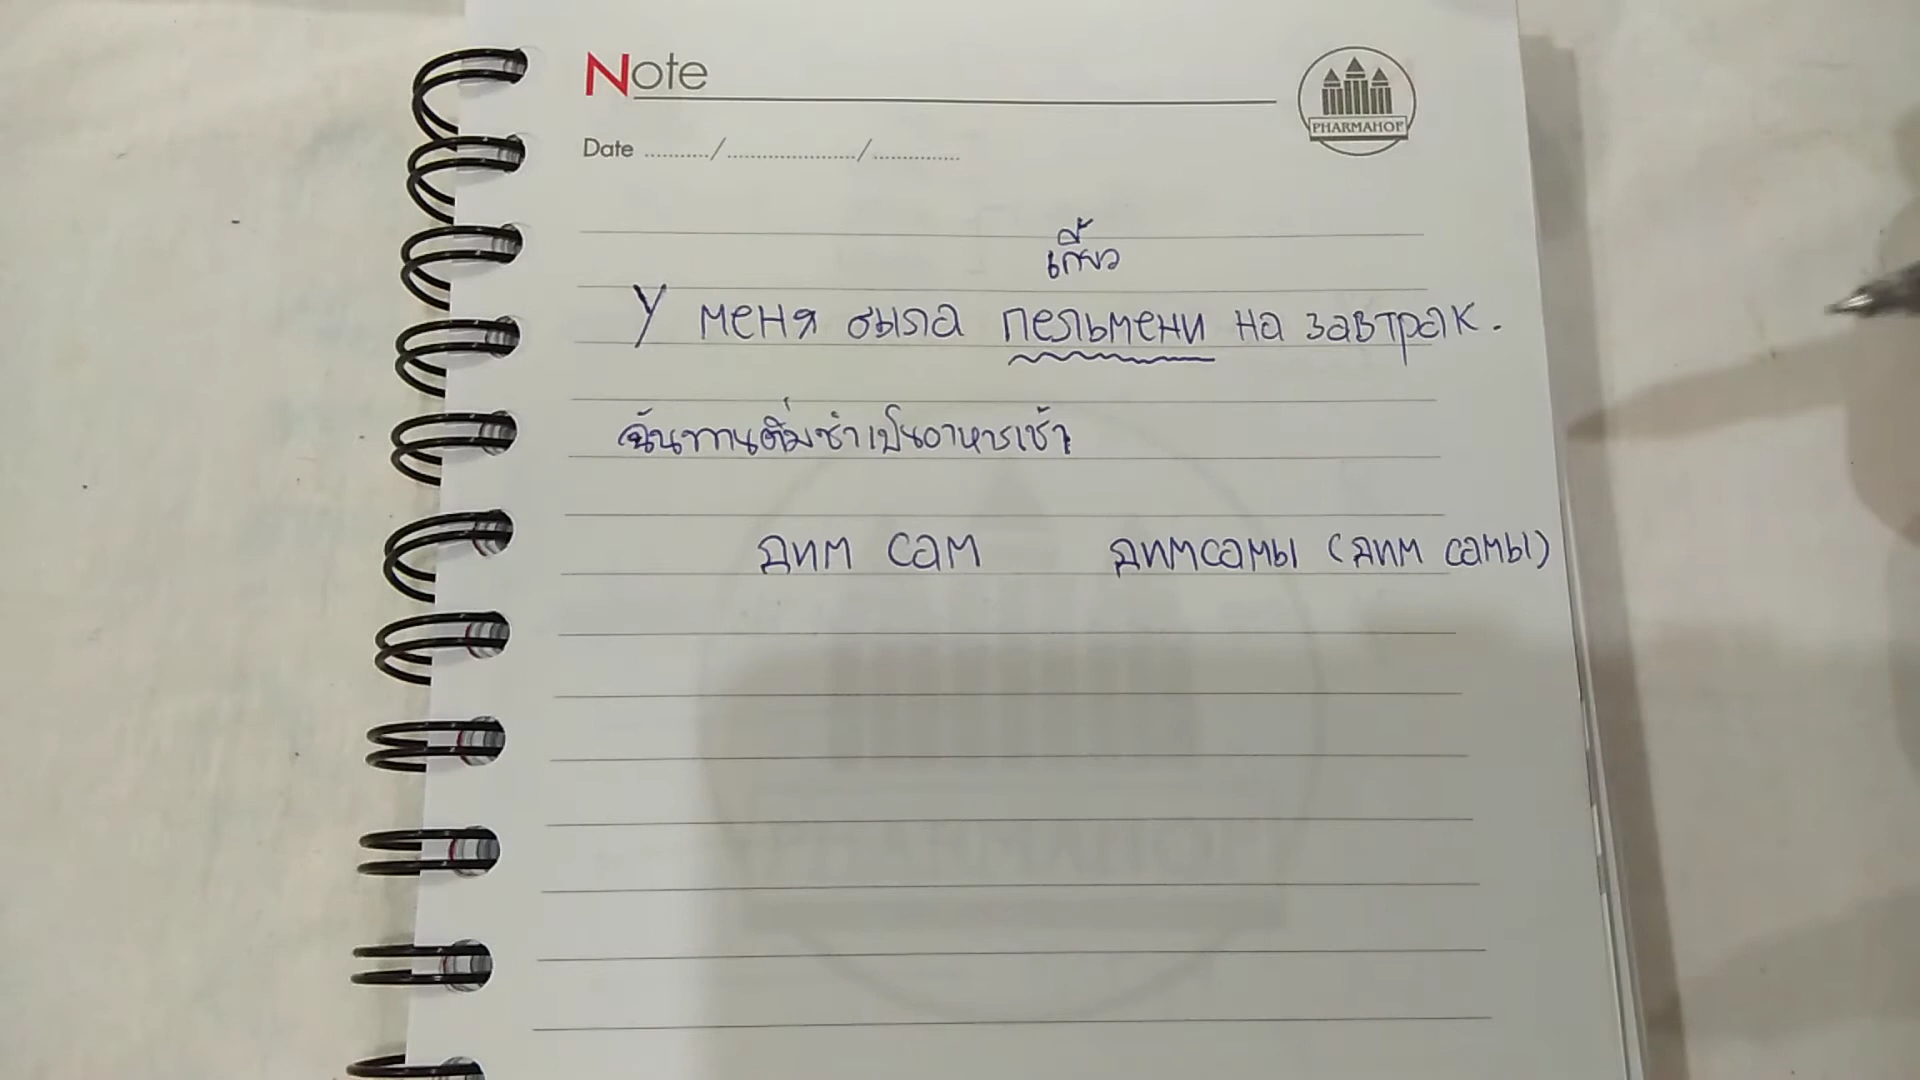 Note
PHARMAHOF
Date ........../..................../..............
เกี๊ยว
У меня была пельмени на завтрак.
ฉันทานติ่มซำเป็นอาหารเช้า
дим сам димсамы (дим самы)